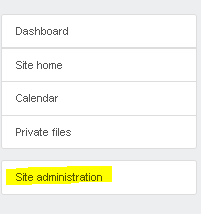 Dashboard
Site home
Calendar
Private files
Site administration